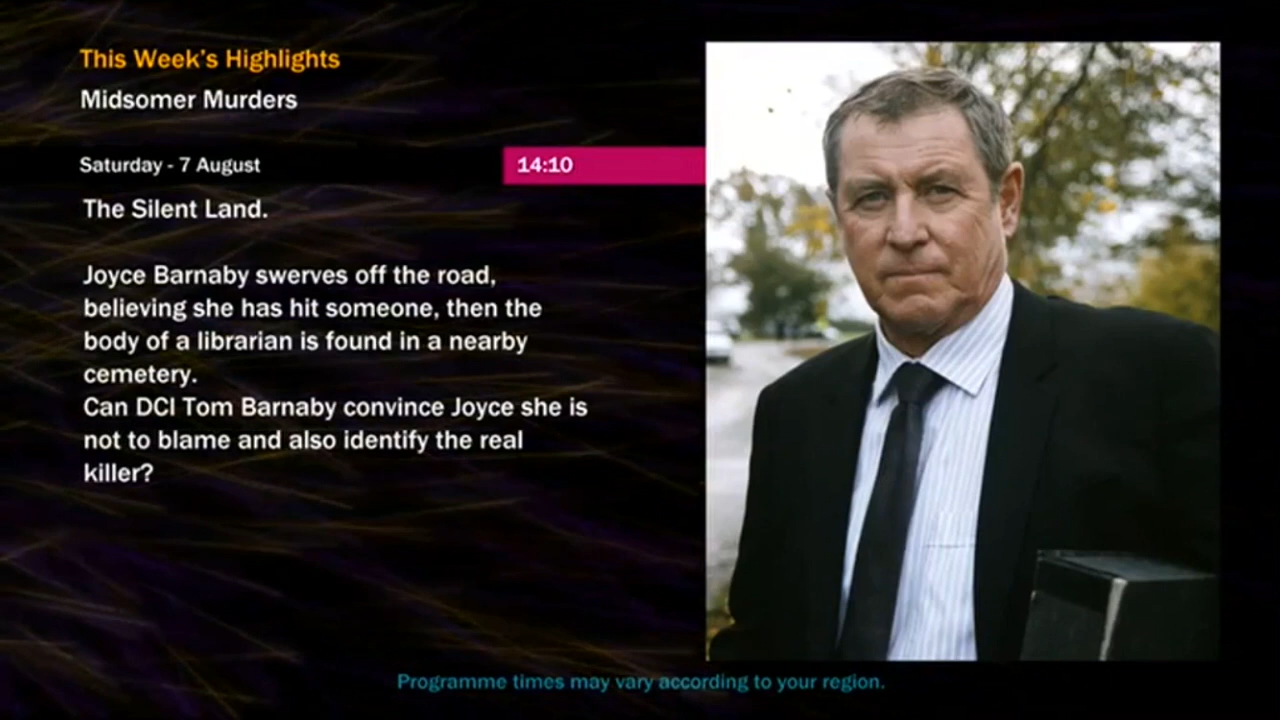 This Week's Highlights
Midsomer Murders
Saturday - 7 August
14:10
The Silent Land.
Joyce Barnaby swerves off the road,
believing she has hit someone, then the
body of a librarian is found in a nearby
cemetery.
Can DCI Tom Barnaby convince Joyce she is
not to blame and also identify the real
killer?
Programme times may vary according to your region.